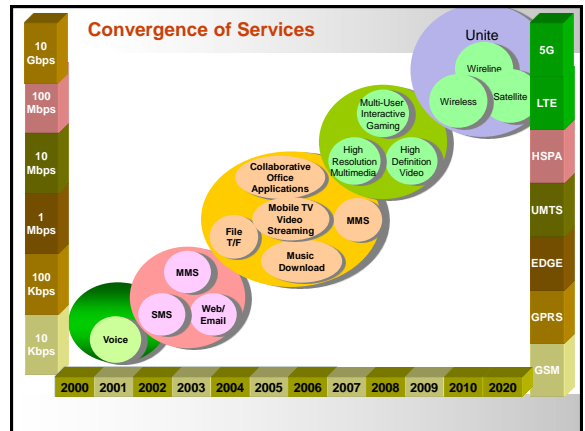 Convergence of Services
10
Gbps
100
Mbps
10
Mbps
1
Mbps
100
Kbps
10
Kbps
Unite
Wireline
Wireless
Satellite
Multi-User
Interactive
Gaming
High
Resolution
Multimedia
High
Definition
Video
Collaborative
Office
Applications
Mobile TV
Video
Streaming
File
T/F
MMS
Music
Download
MMS
SMS
Web/
Email
Voice
5G
LTE
HSPA
UMTS
EDGE
GPRS
GSM
2000 2001 2002 2003 2004 2005 2006 2007 2008 2009 2010 2020